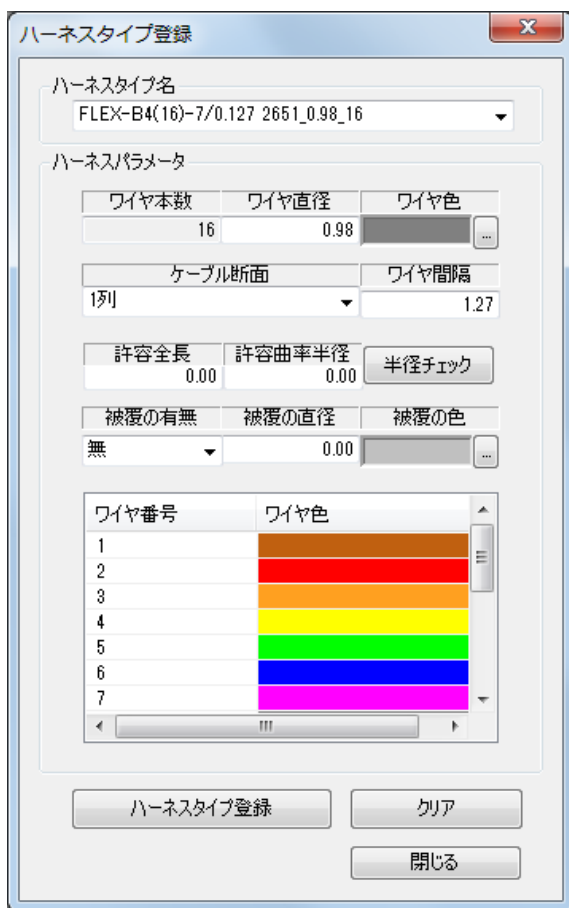 ハーネスタイプ登録
ハーネスタイプ名
FLEX-B4(16)-7/0.127 2651_0.98_16
ハーネスパラメータ
ワイヤ本数 ワイヤ直径 ワイヤ色
16 0.98 ...
ケーブル断面 ワイヤ間隔
1列 1.27
許容全長 許容曲率半径 半径チェック
0.00 0.00
被覆の有無 被覆の直径 被覆の色
無 0.00 ...
ワイヤ番号 ワイヤ色
1
2
3
4
5
6
7
ハーネスタイプ登録 クリア
閉じる